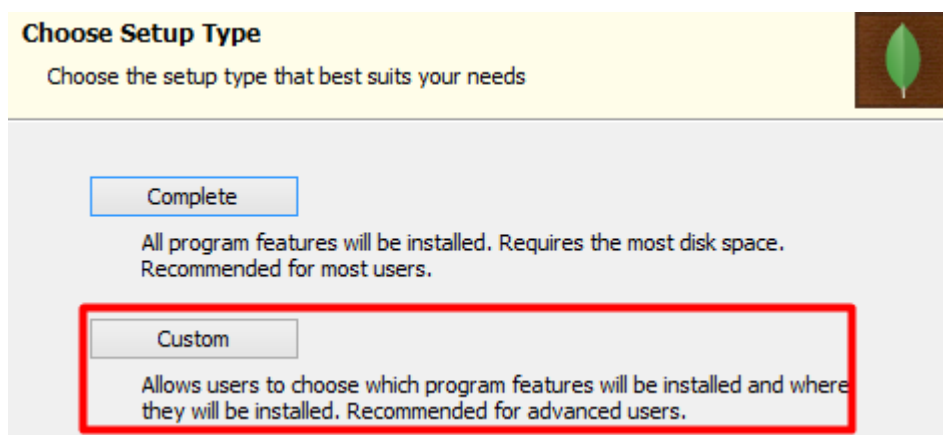 Choose Setup Type
Choose the setup type that best suits your needs
Complete
All program features will be installed. Requires the most disk space.
Recommended for most users.
Custom
Allows users to choose which program features will be installed and where
they will be installed. Recommended for advanced users.